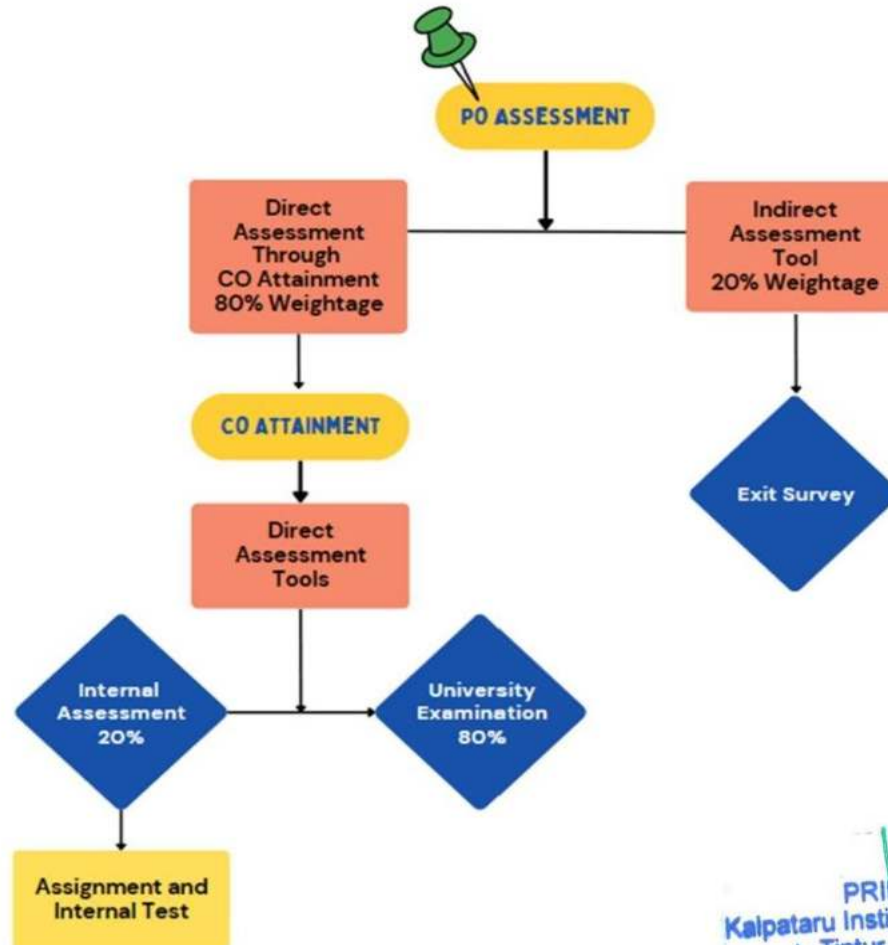 PO ASSESSMENT
Direct
Assessment
Through
CO Attainment
80% Weightage
Indirect
Assessment
Tool
20% Weightage
CO ATTAINMENT
Exit Survey
Direct
Assessment
Tools
Internal
Assessment
20%
University
Examination
80%
Assignment and
Internal Test
Kalpataru